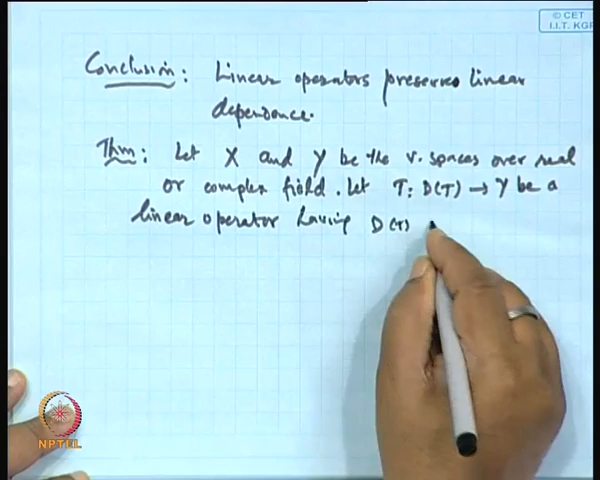 © CET
I.I.T. KGP
Conclusion: Linear operators preserves linear
dependence.
Thm: Let X and Y be the v. spaces over real
or complex field. Let T: D(T) → Y be a
linear operator having D(T)
NPTEL